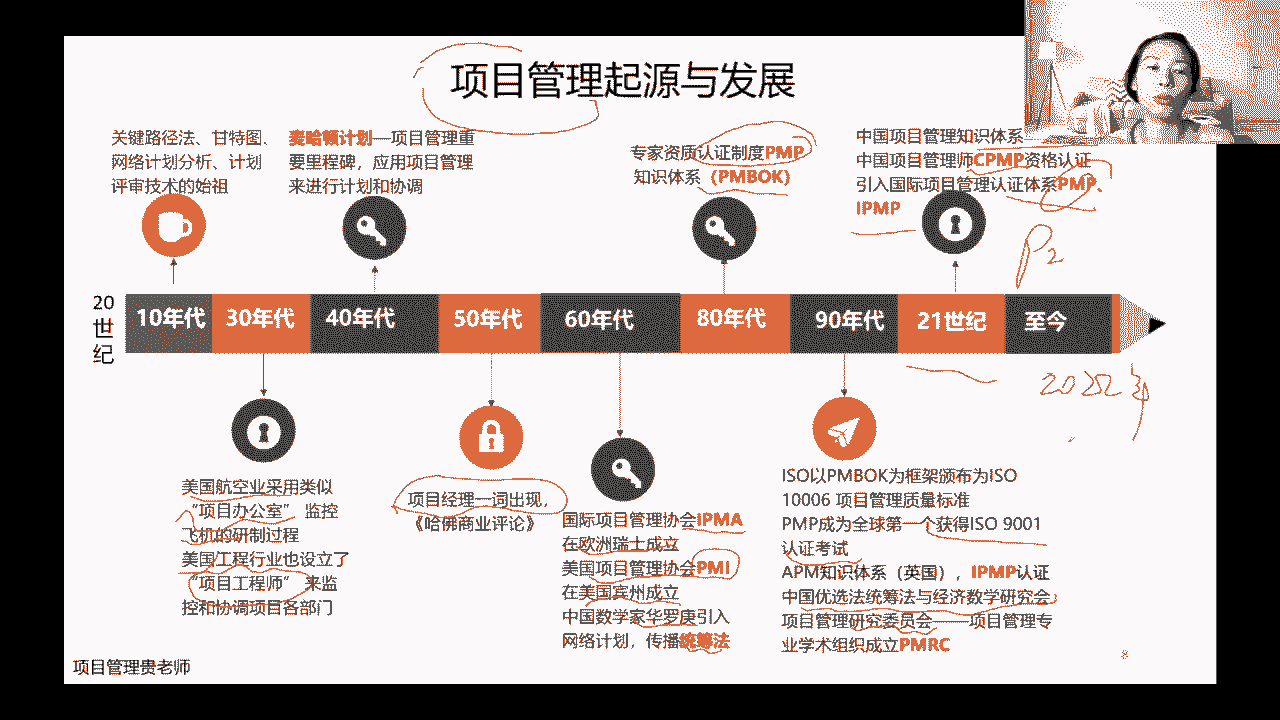 项目管理起源与发展
关键路径法、甘特图、
网络计划分析、计划
评审技术的始祖
麦哈顿计划—项目管理重
要里程碑，应用项目管理
来进行计划和协调
专家资质认证制度PMP
知识体系（PMBOK）
中国项目管理知识体系
中国项目管理师CPMP资格认证
引入国际项目管理认证体系PMP、
IPMP
P2
20
世
纪
10年代
30年代
40年代
50年代
60年代
80年代
90年代
21世纪
至今
2022年
美国航空业采用类似
“项目办公室”，监控
飞机的研制过程
美国工程行业也设立了
“项目工程师” 来监
控和协调项目各部门
项目经理一词出现，
《哈佛商业评论》
国际项目管理协会IPMA
在欧洲瑞士成立
美国项目管理协会PMI
在美国宾州成立
中国数学家华罗庚引入
网络计划，传播统筹法
ISO以PMBOK为框架颁布为ISO
10006 项目管理质量标准
PMP成为全球第一个获得ISO 9001
认证考试
APM知识体系（英国），IPMP认证
中国优选法统筹法与经济数学研究会
项目管理研究委员会——项目管理专
业学术组织成立PMRC
项目管理贵老师
8